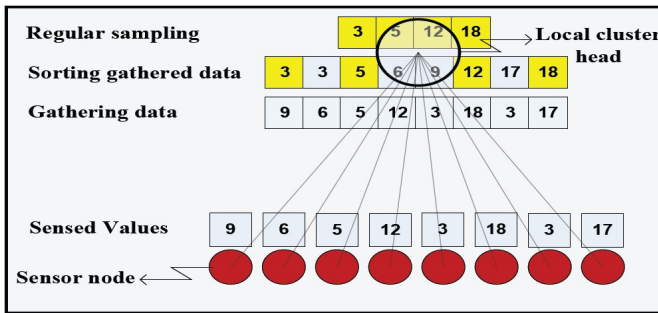 Regular sampling 3 5 12 18 Local cluster head
Sorting gathered data 3 3 5 6 9 12 17 18
Gathering data 9 6 5 12 3 18 3 17
Sensed Values 9 6 5 12 3 18 3 17
Sensor node